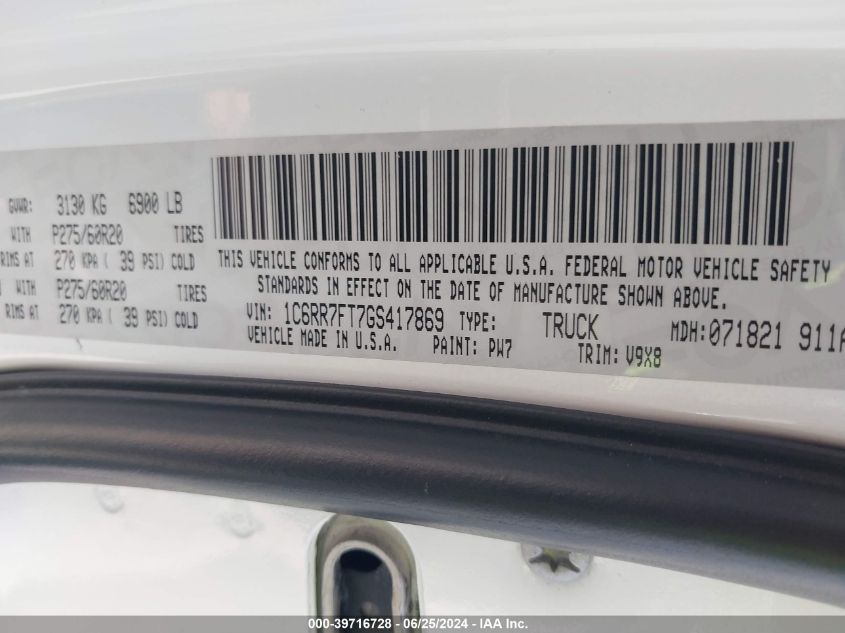 GVWR: 3130 KG 6900 LB
WITH P275/60R20 TIRES
RIMS AT 270 KPA( 39 PSI) COLD
WITH P275/60R20 TIRES
RIMS AT 270 KPA( 39 PSI) COLD
THIS VEHICLE CONFORMS TO ALL APPLICABLE U.S.A. FEDERAL MOTOR VEHICLE SAFETY
STANDARDS IN EFFECT ON THE DATE OF MANUFACTURE SHOWN ABOVE.
VIN: 1C6RR7FT7GS417869 TYPE: TRUCK MDH:071821 911A
VEHICLE MADE IN U.S.A. PAINT: PW7 TRIM: V9X8
000-39716728 - 06/25/2024 - IAA Inc.